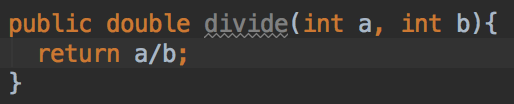 public double divide(int a, int b){
  return a/b;
}